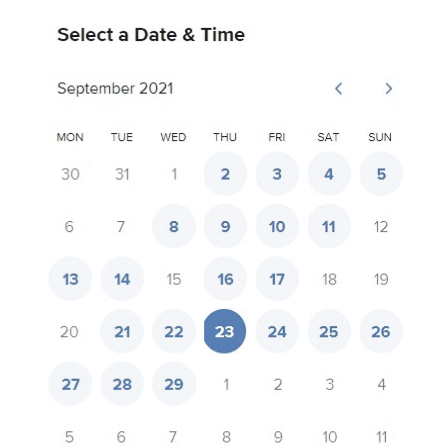 Select a Date & Time
September 2021
MON TUE WED THU FRI SAT SUN
30 31 1 2 3 4 5
6 7 8 9 10 11 12
13 14 15 16 17 18 19
20 21 22 23 24 25 26
27 28 29 1 2 3 4
5 6 7 8 9 10 11